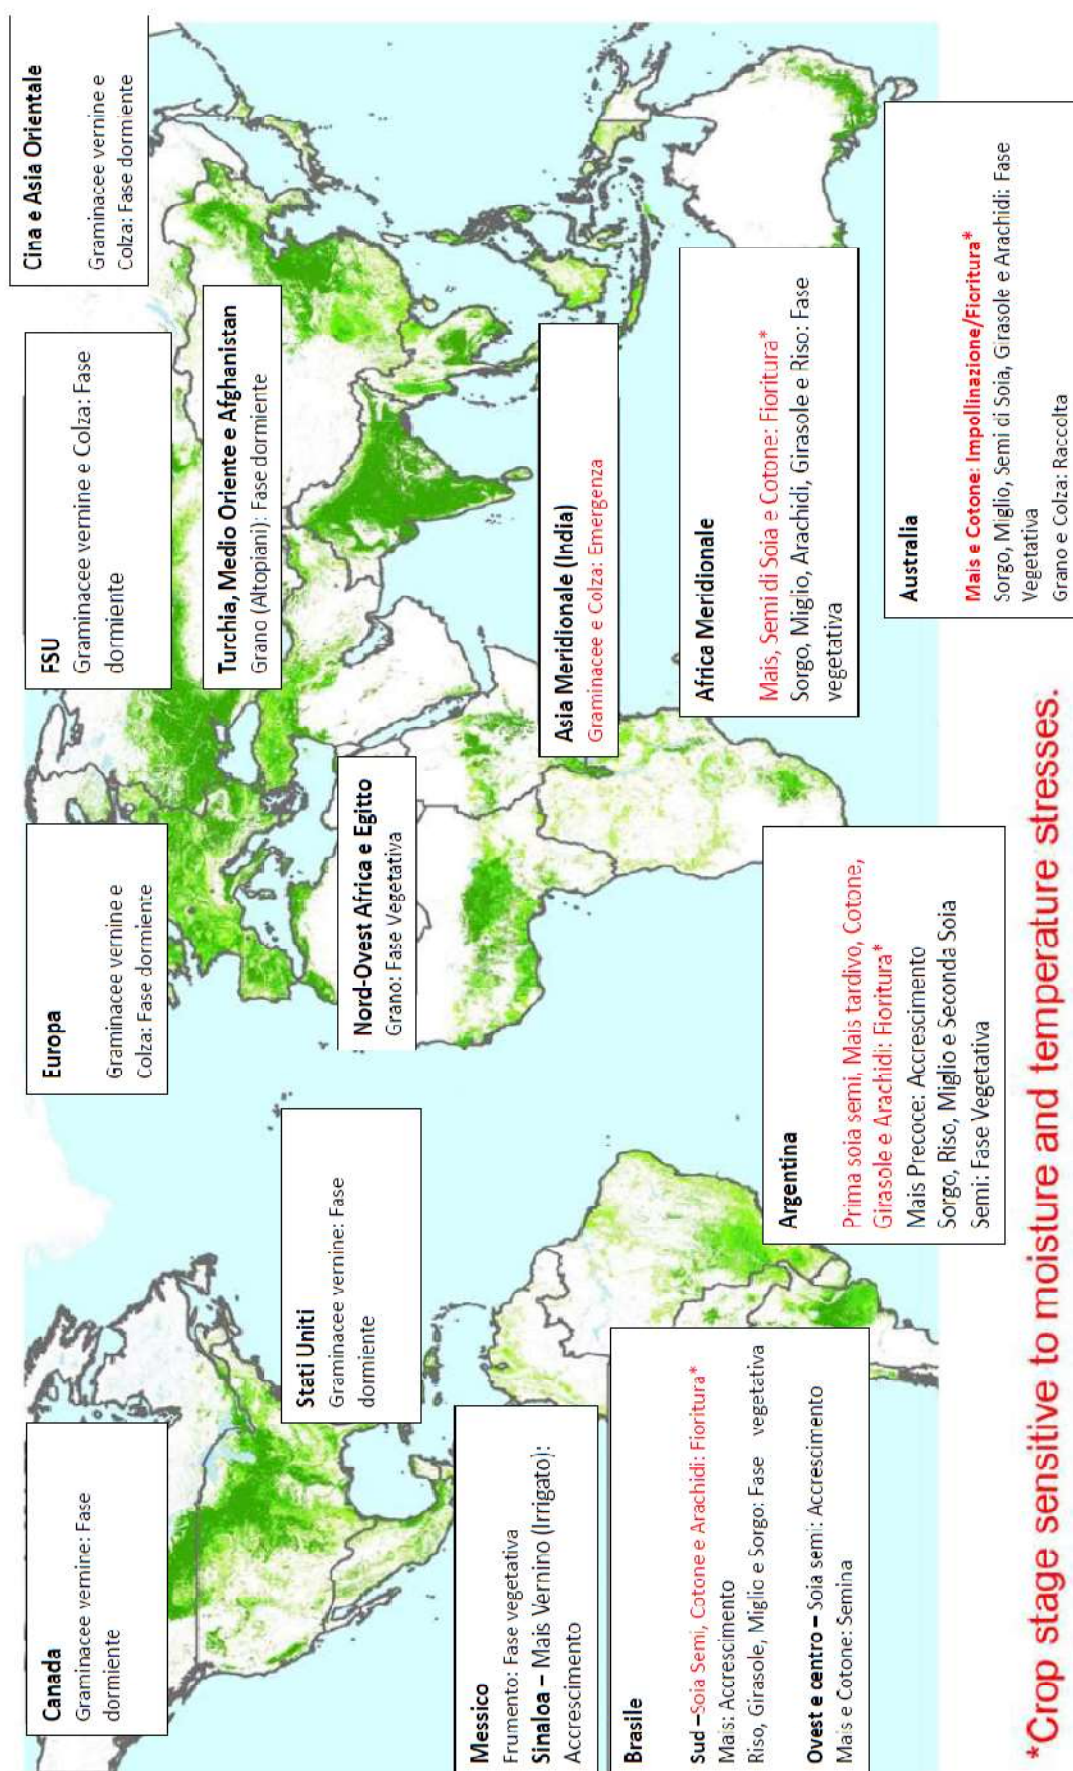 Canada
Graminacee vernine: Fase
dormiente
Europa
Graminacee vernine e
Colza: Fase dormiente
FSU
Graminacee vernine e Colza: Fase
dormiente
Cina e Asia Orientale
Graminacee vernine e
Colza: Fase dormiente
Stati Uniti
Graminacee vernine: Fase
dormiente
Turchia, Medio Oriente e Afghanistan
Grano (Altopiani): Fase dormiente
Nord-Ovest Africa e Egitto
Grano: Fase Vegetativa
Messico
Frumento: Fase vegetativa
Sinaloa – Mais Vernino (Irrigato):
Accrescimento
Asia Meridionale (India)
Graminacee e Colza: Emergenza
Brasile
Sud –Soia Semi, Cotone e Arachidi: Fioritura*
Mais: Accrescimento
Riso, Girasole, Miglio e Sorgo: Fase vegetativa
Ovest e centro – Soia semi: Accrescimento
Mais e Cotone: Semina
Argentina
Prima soia semi, Mais tardivo, Cotone,
Girasole e Arachidi: Fioritura*
Mais Precoce: Accrescimento
Sorgo, Riso, Miglio e Seconda Soia
Semi: Fase Vegetativa
Africa Meridionale
Mais, Semi di Soia e Cotone: Fioritura*
Sorgo, Miglio, Arachidi, Girasole e Riso: Fase
vegetativa
Australia
Mais e Cotone: Impollinazione/Fioritura*
Sorgo, Miglio, Semi di Soia, Girasole e Arachidi: Fase
Vegetativa
Grano e Colza: Raccolta
*Crop stage sensitive to moisture and temperature stresses.